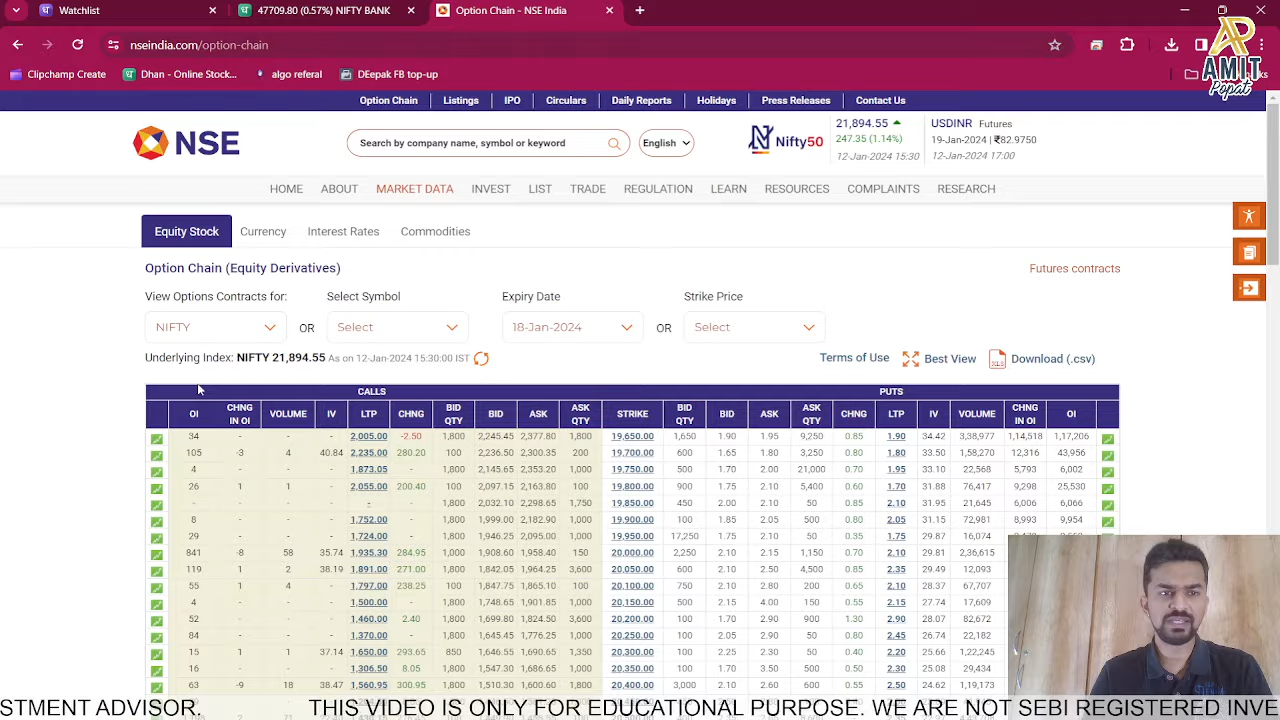 Watchlist
47709.80 (0.57%) NIFTY BANK
Option Chain - NSE India
nseindia.com/option-chain
Clipchamp Create
Dhan - Online Stock...
algo referal
DEepak FB top-up
AP
AMIT
Popat
Option Chain Listings IPO Circulars Daily Reports Holidays Press Releases Contact Us
NSE
Search by company name, symbol or keyword
English
Nifty50
21,894.55
247.35 (1.14%)
12-Jan-2024 15:30
USDINR Futures
19-Jan-2024 | ₹82.9750
12-Jan-2024 17:00
HOME ABOUT MARKET DATA INVEST LIST TRADE REGULATION LEARN RESOURCES COMPLAINTS RESEARCH
Equity Stock Currency Interest Rates Commodities
Option Chain (Equity Derivatives)
Futures contracts
View Options Contracts for: Select Symbol Expiry Date Strike Price
NIFTY OR Select 18-Jan-2024 OR Select
Underlying Index: NIFTY 21,894.55 As on 12-Jan-2024 15:30:00 IST
Terms of Use Best View XLS Download (.csv)
CALLS PUTS
OI CHNG IN OI VOLUME IV LTP CHNG BID QTY BID ASK ASK QTY STRIKE BID QTY BID ASK ASK QTY CHNG LTP IV VOLUME CHNG IN OI OI
34 - - - 2,005.00 -2.50 1,800 2,245.45 2,377.80 1,800 19,650.00 1,650 1.90 1.95 9,250 0.85 1.90 34.42 3,38,977 1,14,518 1,17,206
105 -3 4 40.84 2,235.00 280.20 100 2,236.50 2,300.35 200 19,700.00 600 1.65 1.80 3,250 0.80 1.80 33.50 1,58,270 12,316 43,956
4 - - - 1,873.05 - 1,800 2,145.65 2,353.20 1,000 19,750.00 500 1.70 2.00 21,000 0.75 1.95 33.10 22,568 5,793 6,002
26 1 1 - 2,055.00 200.40 100 2,097.15 2,163.80 100 19,800.00 900 1.75 2.10 5,400 0.60 1.70 31.88 76,417 9,298 25,530
- - - - - - 1,800 2,032.10 2,298.65 1,750 19,850.00 450 2.00 2.10 50 0.85 2.10 31.95 21,645 6,006 6,066
8 - - - 1,752.00 - 1,800 1,999.00 2,182.90 1,000 19,900.00 100 1.85 2.05 500 0.80 2.05 31.15 72,981 8,993 9,954
29 - - - 1,724.00 - 1,800 1,946.25 2,095.00 1,000 19,950.00 17,250 1.75 2.10 50 0.35 1.75 29.87 16,074
841 -8 58 35.74 1,935.30 284.95 1,000 1,908.60 1,958.40 150 20,000.00 2,250 2.10 2.15 1,150 0.70 2.10 29.81 2,36,615
119 1 2 38.19 1,891.00 271.00 1,800 1,842.05 1,964.25 3,600 20,050.00 600 2.10 2.50 4,500 0.85 2.35 29.49 12,093
55 1 4 - 1,797.00 238.25 100 1,847.75 1,865.10 100 20,100.00 750 2.10 2.80 200 0.65 2.10 28.37 67,707
4 - - - 1,500.00 - 1,800 1,748.65 1,901.85 1,000 20,150.00 500 2.15 4.00 150 0.55 2.15 27.74 17,609
52 - - - 1,460.00 2.40 1,800 1,699.80 1,824.50 3,600 20,200.00 100 1.70 2.90 900 1.30 2.90 28.07 82,672
84 - - - 1,370.00 - 1,800 1,645.45 1,776.25 1,000 20,250.00 100 2.05 2.90 50 0.80 2.45 26.74 22,182
15 1 1 37.14 1,650.00 293.65 850 1,646.55 1,690.65 1,350 20,300.00 100 2.25 2.30 50 0.40 2.20 25.66 1,22,245
16 - - - 1,306.50 8.05 1,800 1,547.30 1,686.65 1,000 20,350.00 100 1.70 3.50 500 0.50 2.30 25.08 29,434
63 -9 18 38.47 1,560.95 300.95 1,800 1,510.30 1,600.60 1,500 20,400.00 3,000 2.10 2.60 600 0.55 2.50 24.62 1,19,173
STMENT ADVISOR. THIS VIDEO IS ONLY FOR EDUCATIONAL PURPOSE. WE ARE NOT SEBI REGISTERED INVE